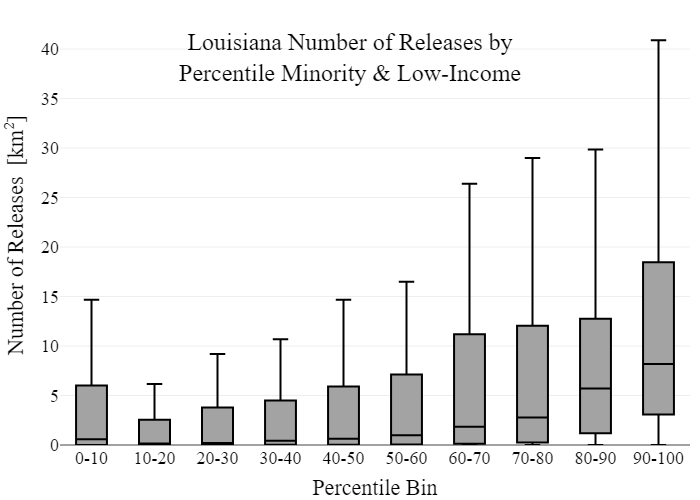 Louisiana Number of Releases by
Percentile Minority & Low-Income
Number of Releases [km²]
40
35
30
25
20
15
10
5
0
0-10 10-20 20-30 30-40 40-50 50-60 60-70 70-80 80-90 90-100
Percentile Bin